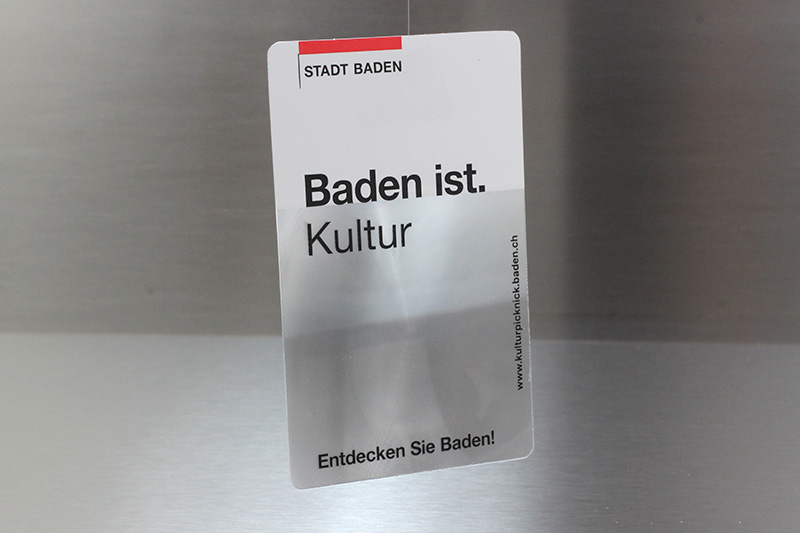 STADT BADEN
Baden ist.
Kultur
www.kulturpicknick.baden.ch
Entdecken Sie Baden!